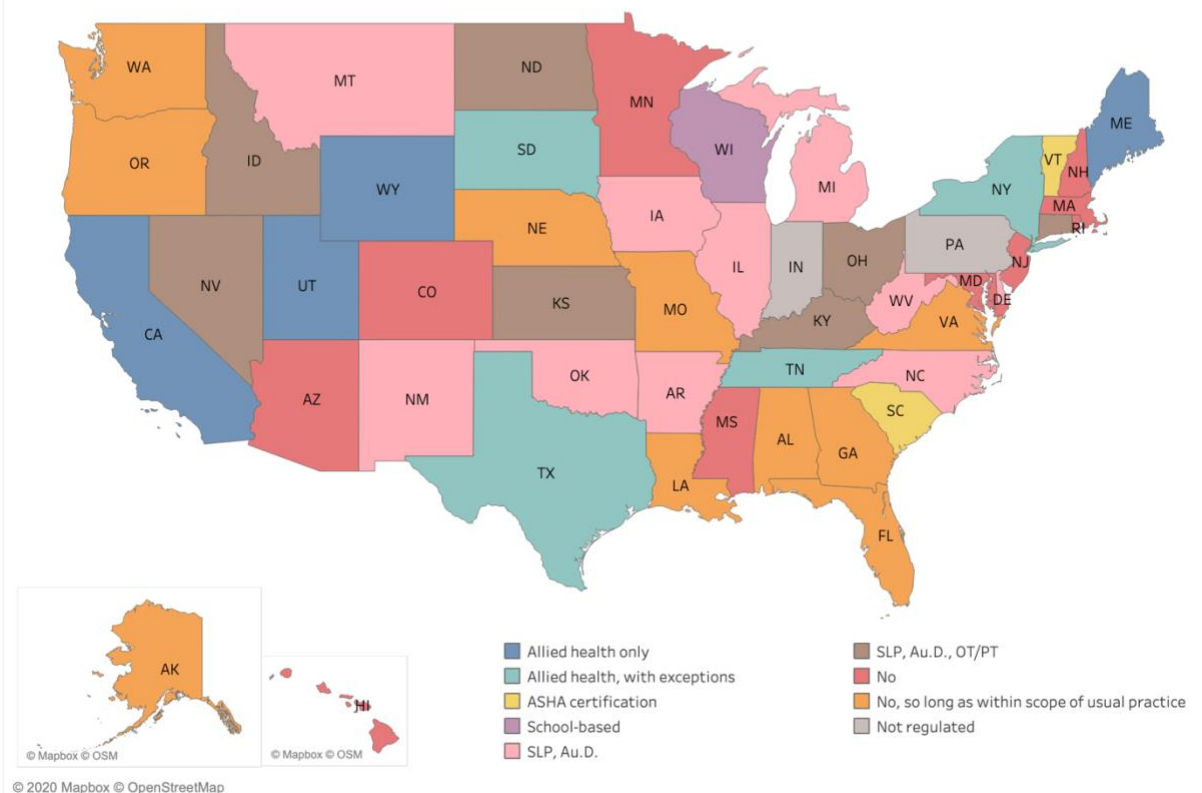 WA
MT
ND
MN
ME
OR
ID
SD
WI
VT
NH
WY
MI
NY
MA
RI
IA
NE
PA
NJ
IL
IN
OH
NV
UT
CO
MD
DE
WV
KS
MO
KY
VA
CA
TN
OK
NC
AZ
NM
AR
SC
MS
AL
GA
TX
LA
FL
AK
HI
© Mapbox © OSM
© Mapbox © OSM
Allied health only
Allied health, with exceptions
ASHA certification
School-based
SLP, Au.D.
SLP, Au.D., OT/PT
No
No, so long as within scope of usual practice
Not regulated
© 2020 Mapbox © OpenStreetMap